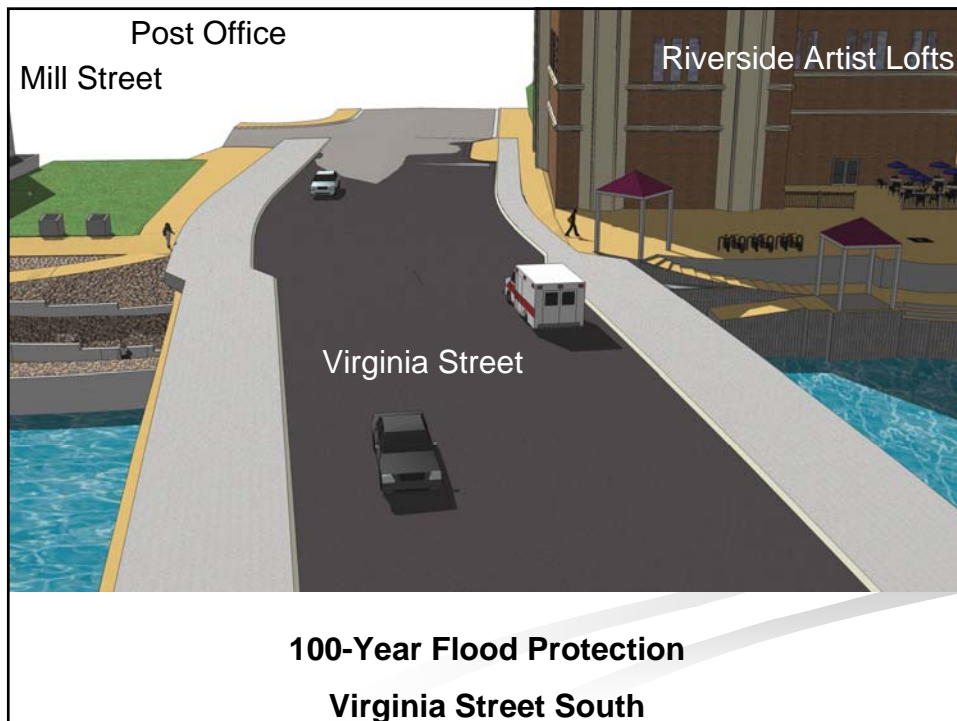 Post Office
Mill Street
Riverside Artist Lofts
Virginia Street
100-Year Flood Protection
Virginia Street South